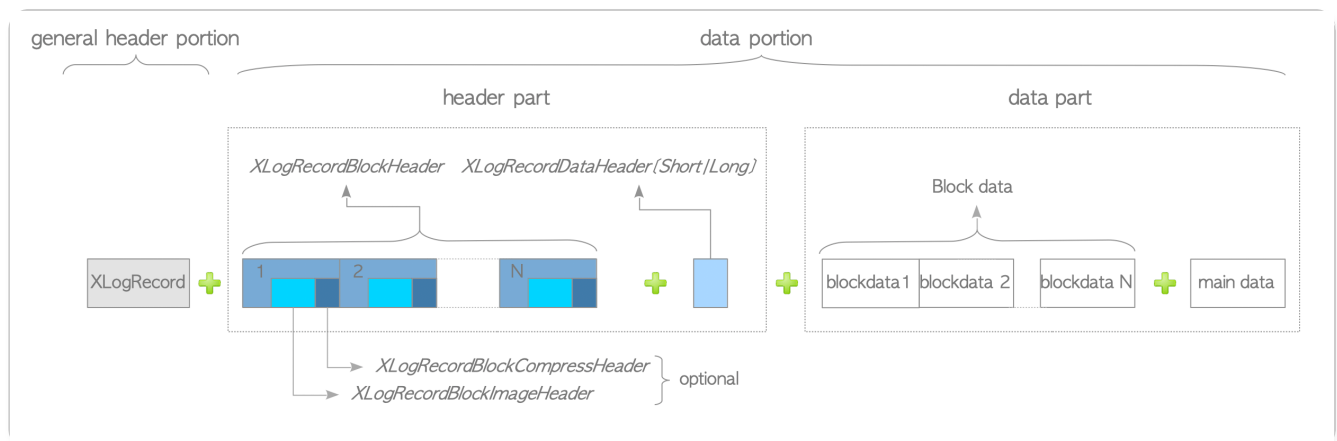 general header portion
data portion
header part
data part
XLogRecordBlockHeader
XLogRecordDataHeader{Short|Long}
Block data
XLogRecord
1
2
N
blockdata1
blockdata 2
blockdata N
main data
XLogRecordBlockCompressHeader
optional
XLogRecordBlockImageHeader